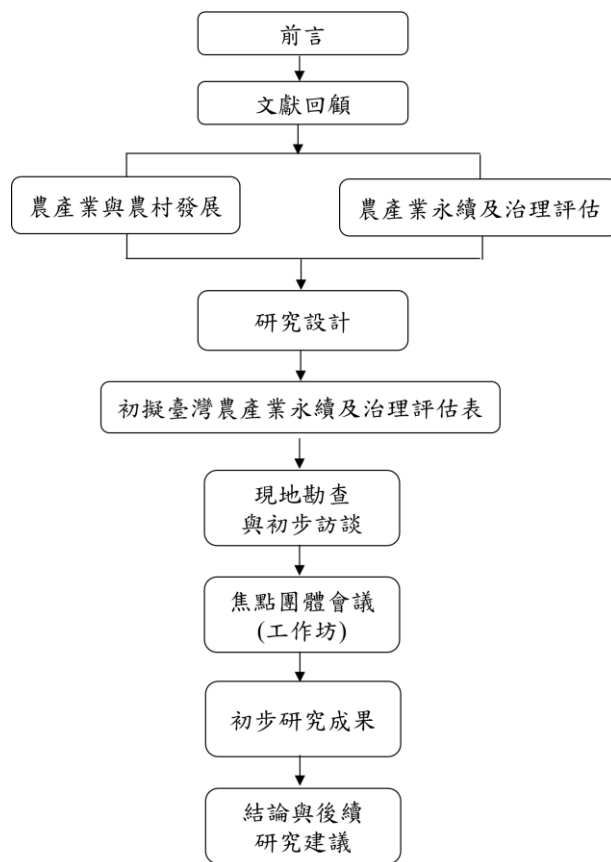 前言
文獻回顧
農產業與農村發展
農產業永續及治理評估
研究設計
初擬臺灣農產業永續及治理評估表
現地勘查
與初步訪談
焦點團體會議
(工作坊)
初步研究成果
結論與後續
研究建議